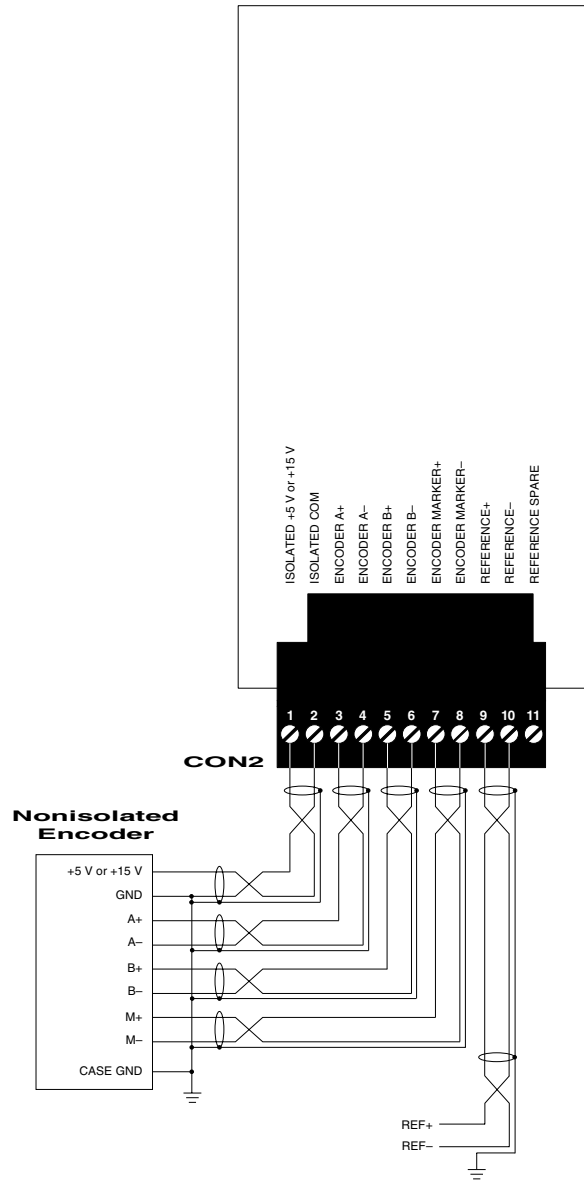 ISOLATED +5 V or +15 V
ISOLATED COM
ENCODER A+
ENCODER A–
ENCODER B+
ENCODER B–
ENCODER MARKER+
ENCODER MARKER–
REFERENCE+
REFERENCE–
REFERENCE SPARE
1 2 3 4 5 6 7 8 9 10 11
CON2
Nonisolated
Encoder
+5 V or +15 V
GND
A+
A–
B+
B–
M+
M–
CASE GND
REF+
REF–